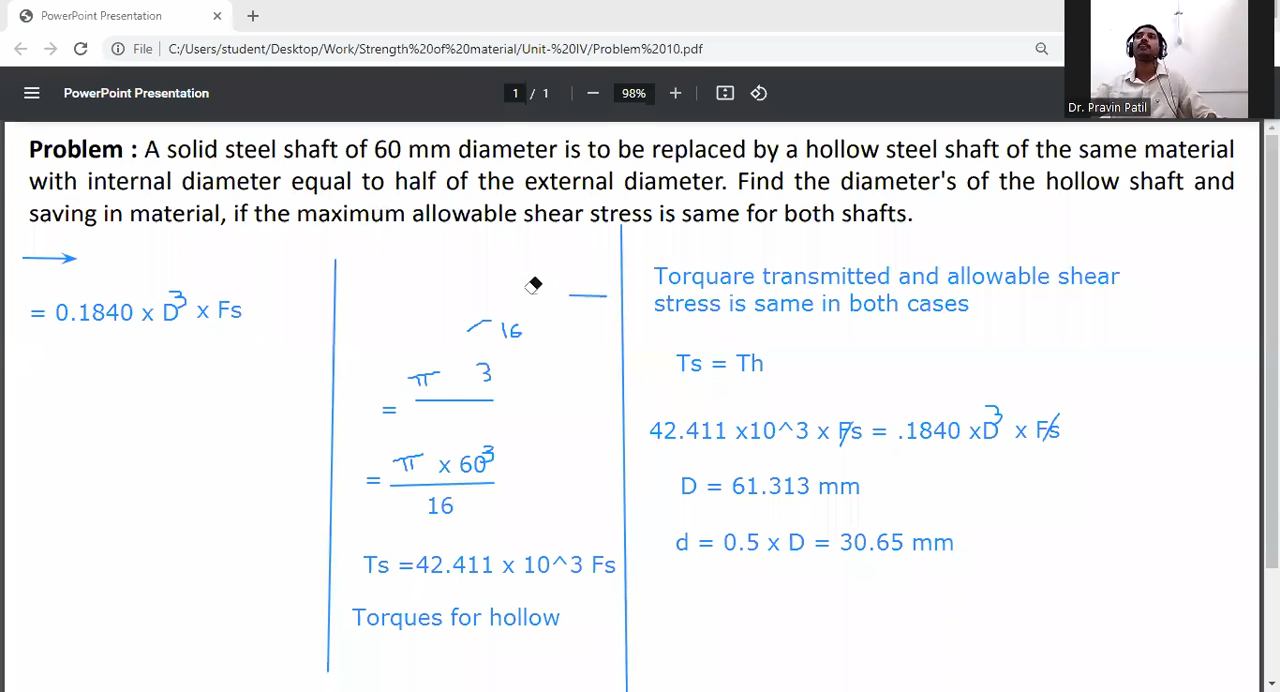 PowerPoint Presentation
File
C:/Users/student/Desktop/Work/Strength%20of%20material/Unit-%20IV/Problem%2010.pdf
PowerPoint Presentation
1 / 1
98%
Dr. Pravin Patil
Problem : A solid steel shaft of 60 mm diameter is to be replaced by a hollow steel shaft of the same material
with internal diameter equal to half of the external diameter. Find the diameter's of the hollow shaft and
saving in material, if the maximum allowable shear stress is same for both shafts.
= 0.1840 x D^3 x Fs
16
π 3
=
π x 60^3
=
16
Ts =42.411 x 10^3 Fs
Torques for hollow
Torquare transmitted and allowable shear
stress is same in both cases
Ts = Th
42.411 x10^3 x Fs = .1840 xD^3 x Fs
D = 61.313 mm
d = 0.5 x D = 30.65 mm